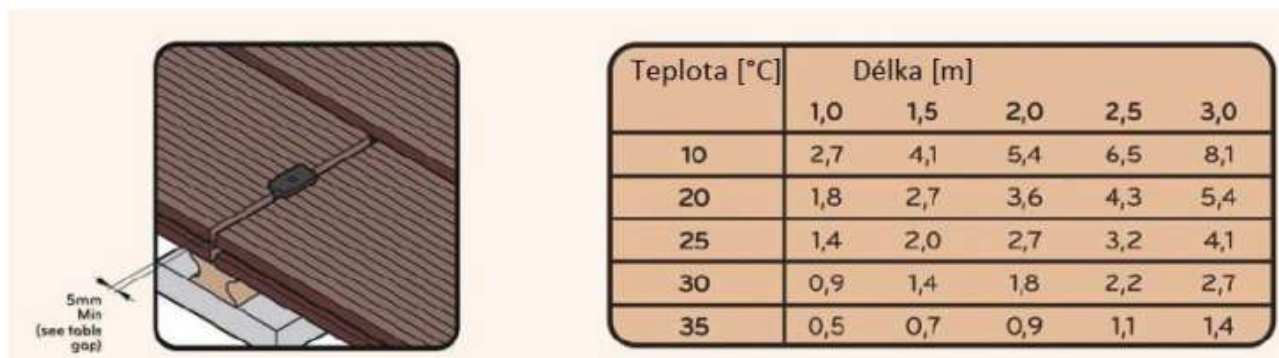 5mm
Min
(see table
gap)
Teplota [°C] Délka [m]
1,0 1,5 2,0 2,5 3,0
10 2,7 4,1 5,4 6,5 8,1
20 1,8 2,7 3,6 4,3 5,4
25 1,4 2,0 2,7 3,2 4,1
30 0,9 1,4 1,8 2,2 2,7
35 0,5 0,7 0,9 1,1 1,4